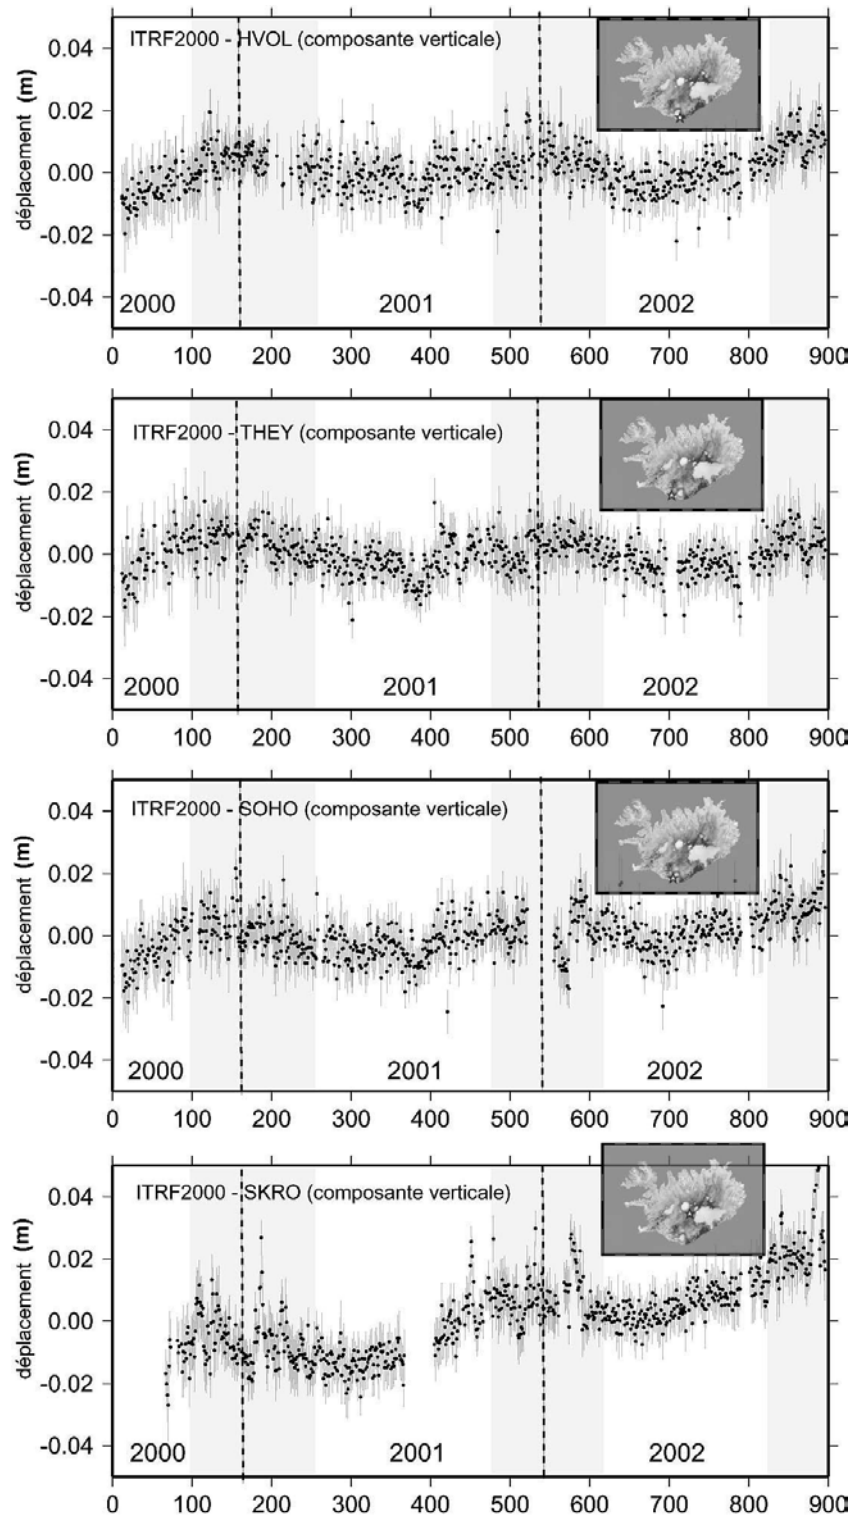 0.04
0.02
0.00
-0.02
-0.04
déplacement (m)
ITRF2000 - HVOL (composante verticale)
2000 2001 2002
0 100 200 300 400 500 600 700 800 900
0.04
0.02
0.00
-0.02
-0.04
déplacement (m)
ITRF2000 - THEY (composante verticale)
2000 2001 2002
0 100 200 300 400 500 600 700 800 900
0.04
0.02
0.00
-0.02
-0.04
déplacement (m)
ITRF2000 - SOHO (composante verticale)
2000 2001 2002
0 100 200 300 400 500 600 700 800 900
0.04
0.02
0.00
-0.02
-0.04
déplacement (m)
ITRF2000 - SKRO (composante verticale)
2000 2001 2002
0 100 200 300 400 500 600 700 800 900